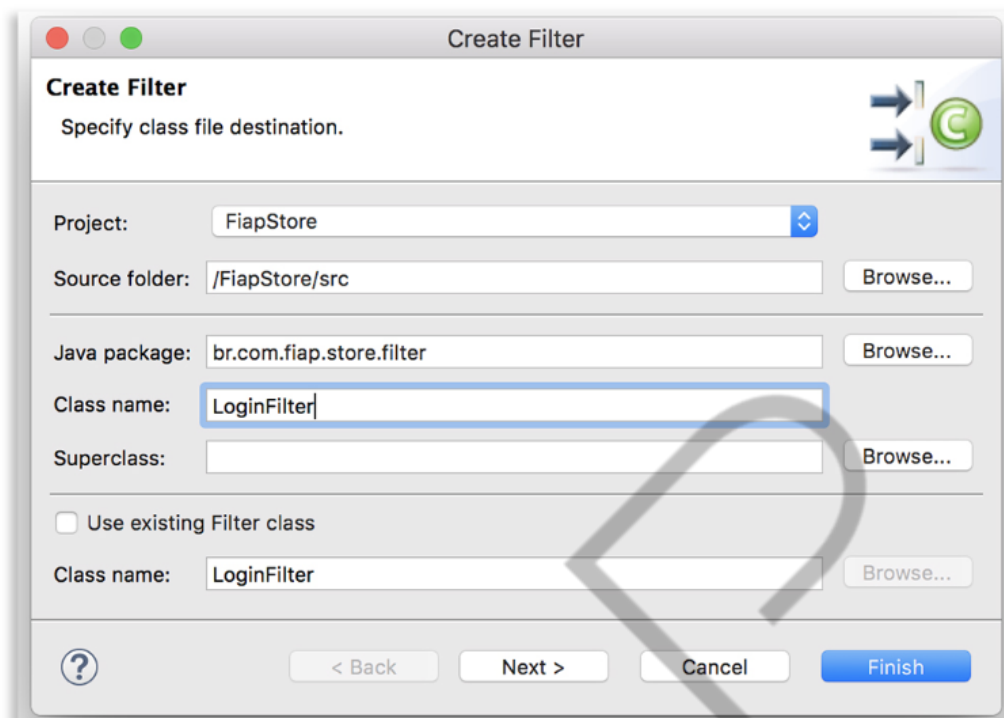 Create Filter
Create Filter
Specify class file destination.
Project: FiapStore
Source folder: /FiapStore/src Browse...
Java package: br.com.fiap.store.filter Browse...
Class name: LoginFilter
Superclass: Browse...
Use existing Filter class
Class name: LoginFilter Browse...
? < Back Next > Cancel Finish